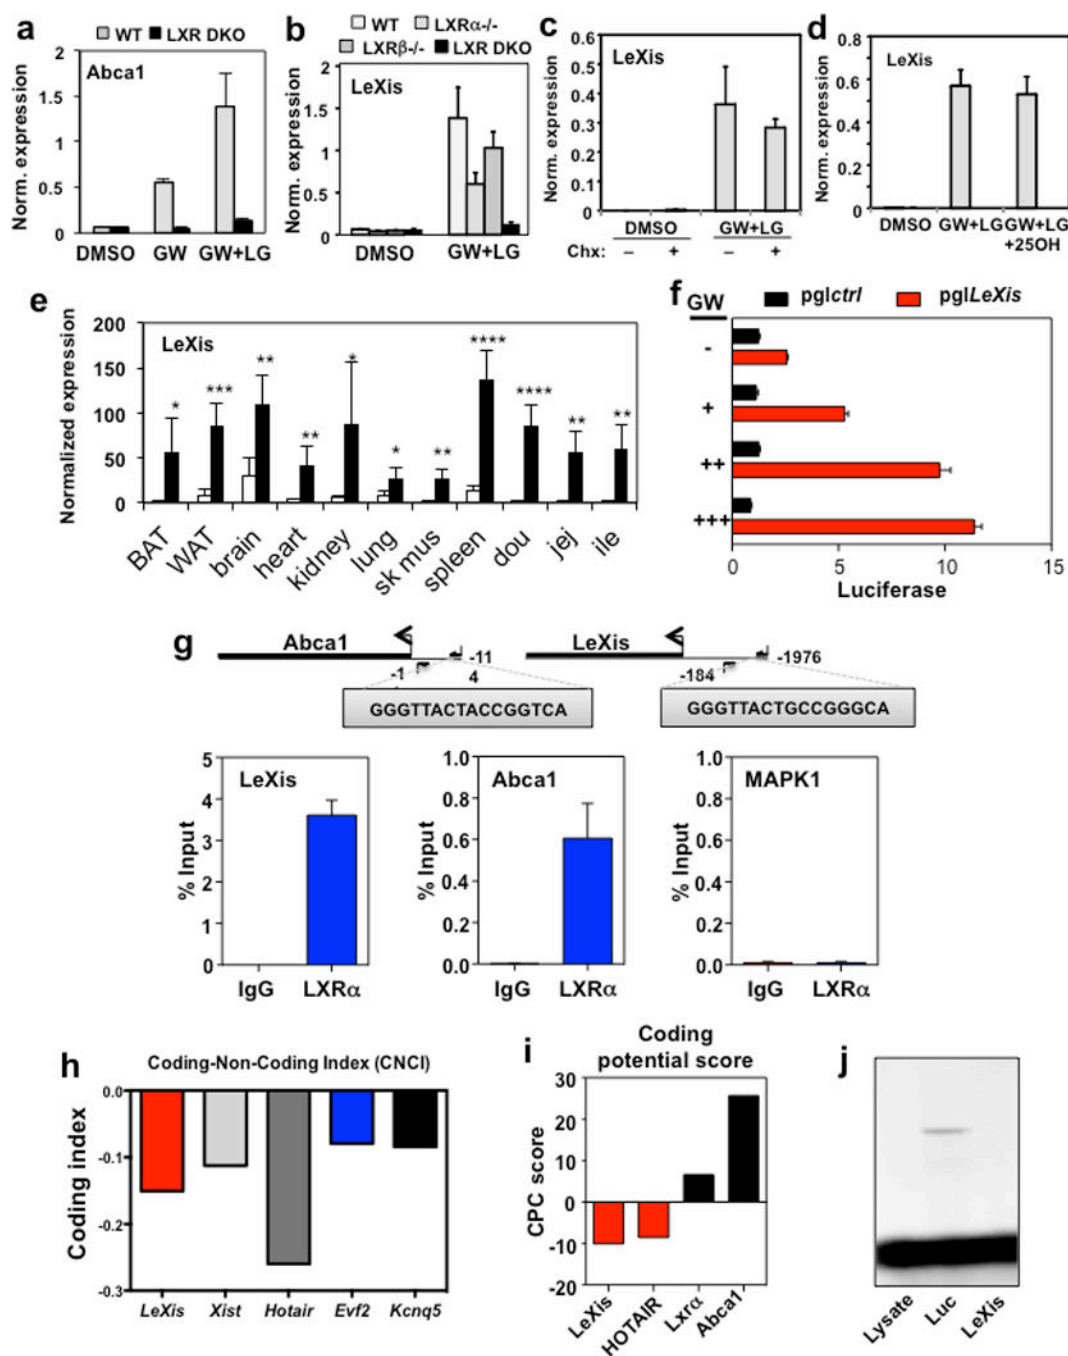 a
WT LXR DKO
Abca1
Norm. expression
2
1.5
1
0.5
0
DMSO GW GW+LG
b
WT LXRα-/-
LXRβ-/- LXR DKO
LeXis
Norm. expression
2
1.5
1
0.5
0
DMSO GW+LG
c
LeXis
Norm. expression
0.6
0.5
0.4
0.3
0.2
0.1
0
DMSO GW+LG
Chx: – + – +
d
LeXis
Norm. expression
0.8
0.6
0.4
0.2
0
DMSO GW+LG GW+LG
+25OH
e
LeXis
Normalized expression
200
150
100
50
0
* *** ** ** * * ** **** **** ** **
BAT WAT brain heart kidney lung sk mus spleen dou jej ile
f
GW
pglctrl pglLeXis
-
+
++
+++
0 5 10 15
Luciferase
g
Abca1
-1 -11
4
GGGTTACTACCGGTCA
LeXis
-184 -1976
GGGTTACTGCCGGGCA
LeXis
% Input
5
4
3
2
1
0
IgG LXRα
Abca1
% Input
1.0
0.8
0.6
0.4
0.2
0.0
IgG LXRα
MAPK1
% Input
1.0
0.8
0.6
0.4
0.2
0.0
IgG LXRα
h
Coding-Non-Coding Index (CNCI)
Coding index
0.0
-0.1
-0.2
-0.3
LeXis Xist Hotair Evf2 Kcnq5
i
Coding
potential score
CPC score
30
20
10
0
-10
-20
LeXis HOTAIR Lxrα Abca1
j
Lysate Luc LeXis